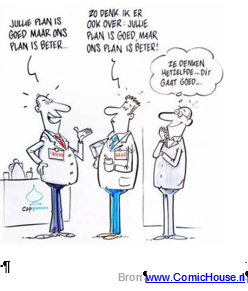 JULLIE PLAN IS
GOED MAAR ONS
PLAN IS BETER...
ZO DENK IK ER
OOK OVER: JULLIE
PLAN IS GOED, MAAR
ONS PLAN IS BETER!
ZE DENKEN
HETZELFDE...DIT
GAAT GOED...
Capgemini
¶
Bron¶www.ComicHouse.nl